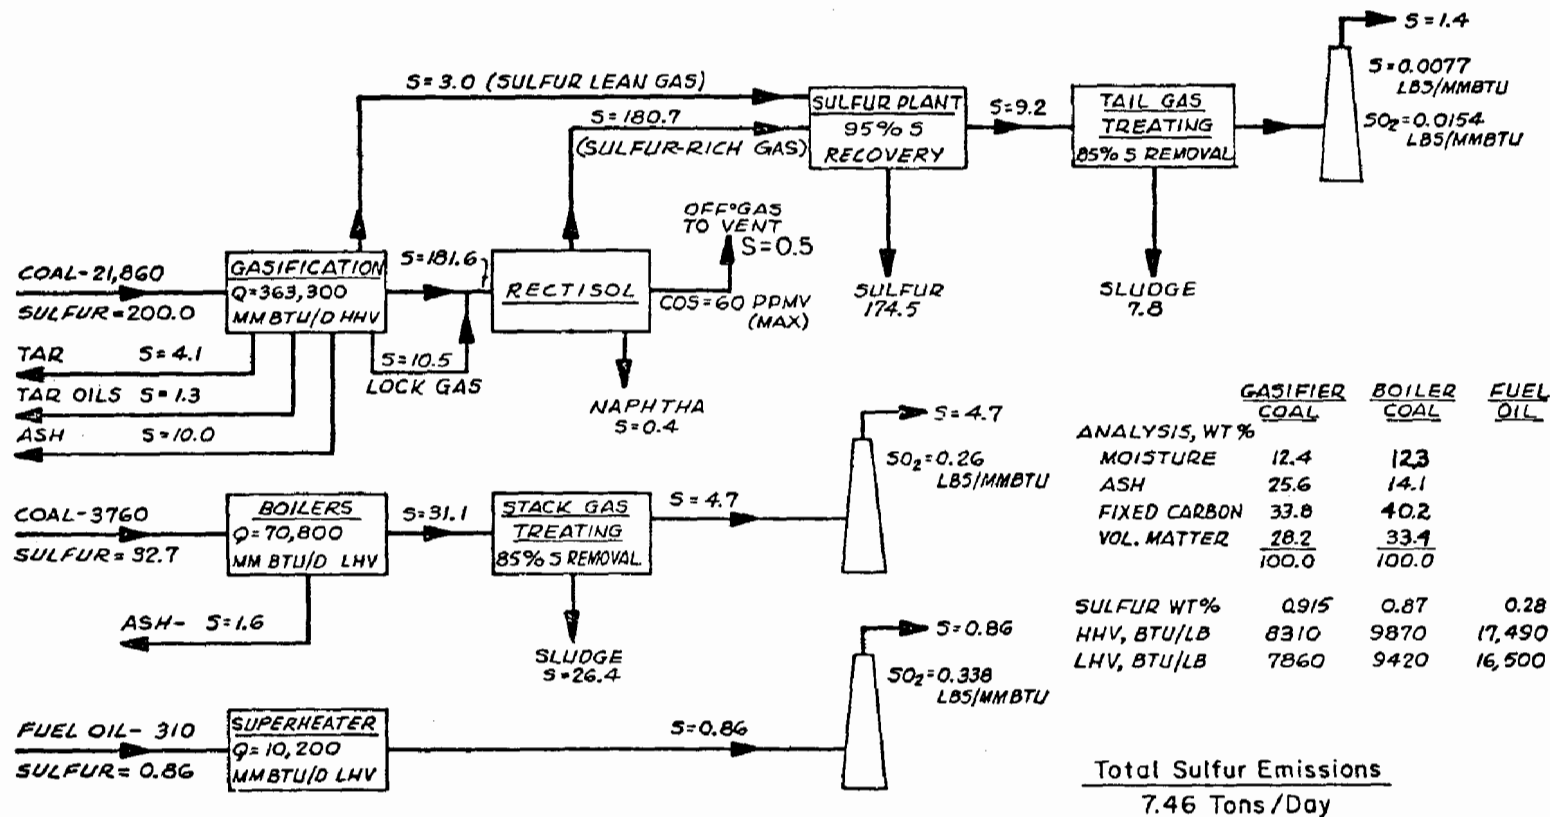 S=1.4
S=0.0077
LBS/MMBTU
SO₂=0.0154
LBS/MMBTU
S=3.0 (SULFUR LEAN GAS)
S=180.7
(SULFUR-RICH GAS)
SULFUR PLANT
95% S
RECOVERY
S=9.2
TAIL GAS
TREATING
85% S REMOVAL
OFF°GAS
TO VENT
S=0.5
COAL-21,860
SULFUR=200.0
GASIFICATION
Q=363,300
MMBTU/D HHV
S=181.6
RECTISOL
COS=60 PPMV
(MAX)
SULFUR
174.5
SLUDGE
7.8
TAR S=4.1
TAR OILS S=1.3
ASH S=10.0
S=10.5
LOCK GAS
NAPHTHA
S=0.4
COAL-3760
SULFUR=32.7
BOILERS
Q=70,800
MM BTU/D LHV
S=31.1
STACK GAS
TREATING
85% S REMOVAL
S=4.7
S=4.7
SO₂=0.26
LBS/MMBTU
ASH- S=1.6
SLUDGE
S=26.4
FUEL OIL- 310
SULFUR=0.86
SUPERHEATER
Q=10,200
MMBTU/D LHV
S=0.86
S=0.86
SO₂=0.338
LBS/MMBTU
GASIFIER BOILER FUEL
COAL COAL OIL
ANALYSIS, WT%
MOISTURE 12.4 12.3
ASH 25.6 14.1
FIXED CARBON 33.8 40.2
VOL. MATTER 28.2 33.4
100.0 100.0
SULFUR WT% 0.915 0.87 0.28
HHV, BTU/LB 8310 9870 17,490
LHV, BTU/LB 7860 9420 16,500
Total Sulfur Emissions
7.46 Tons/Day